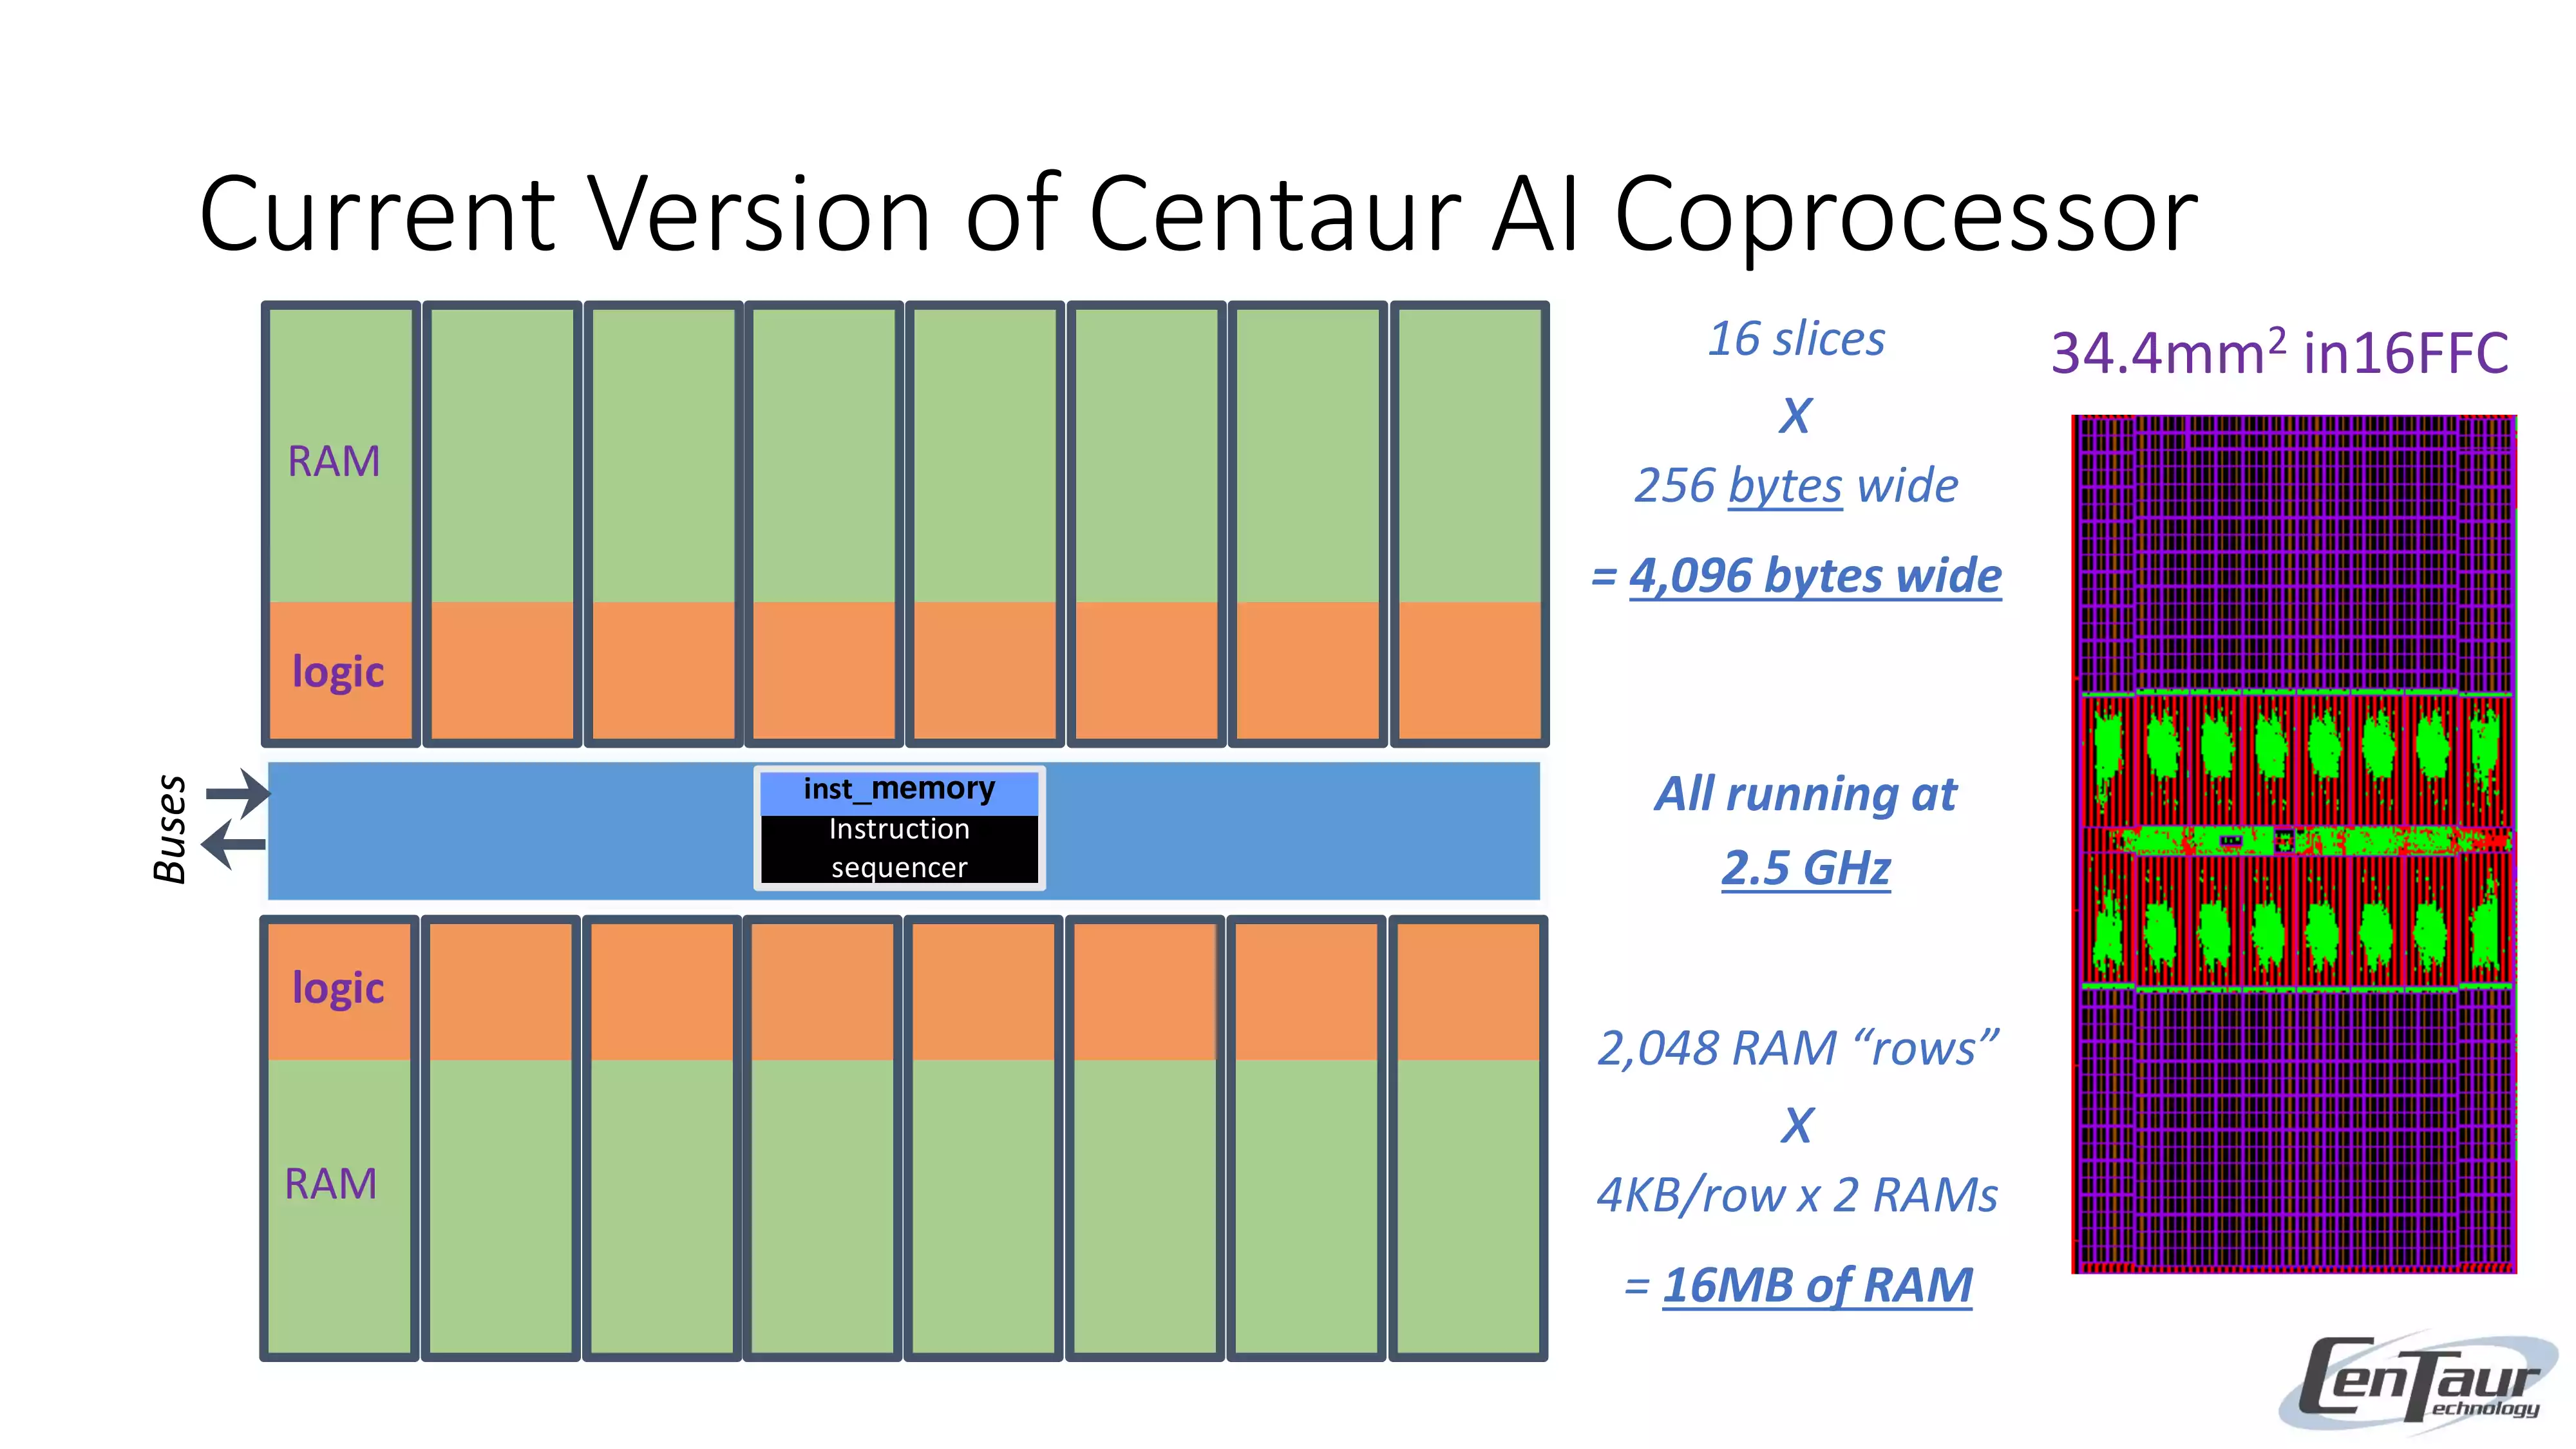 Current Version of Centaur AI Coprocessor
RAM
logic
Buses
inst_memory
Instruction
sequencer
logic
RAM
16 slices
X
256 bytes wide
= 4,096 bytes wide
All running at
2.5 GHz
2,048 RAM “rows”
X
4KB/row x 2 RAMs
= 16MB of RAM
34.4mm² in16FFC
CenTaur
Technology